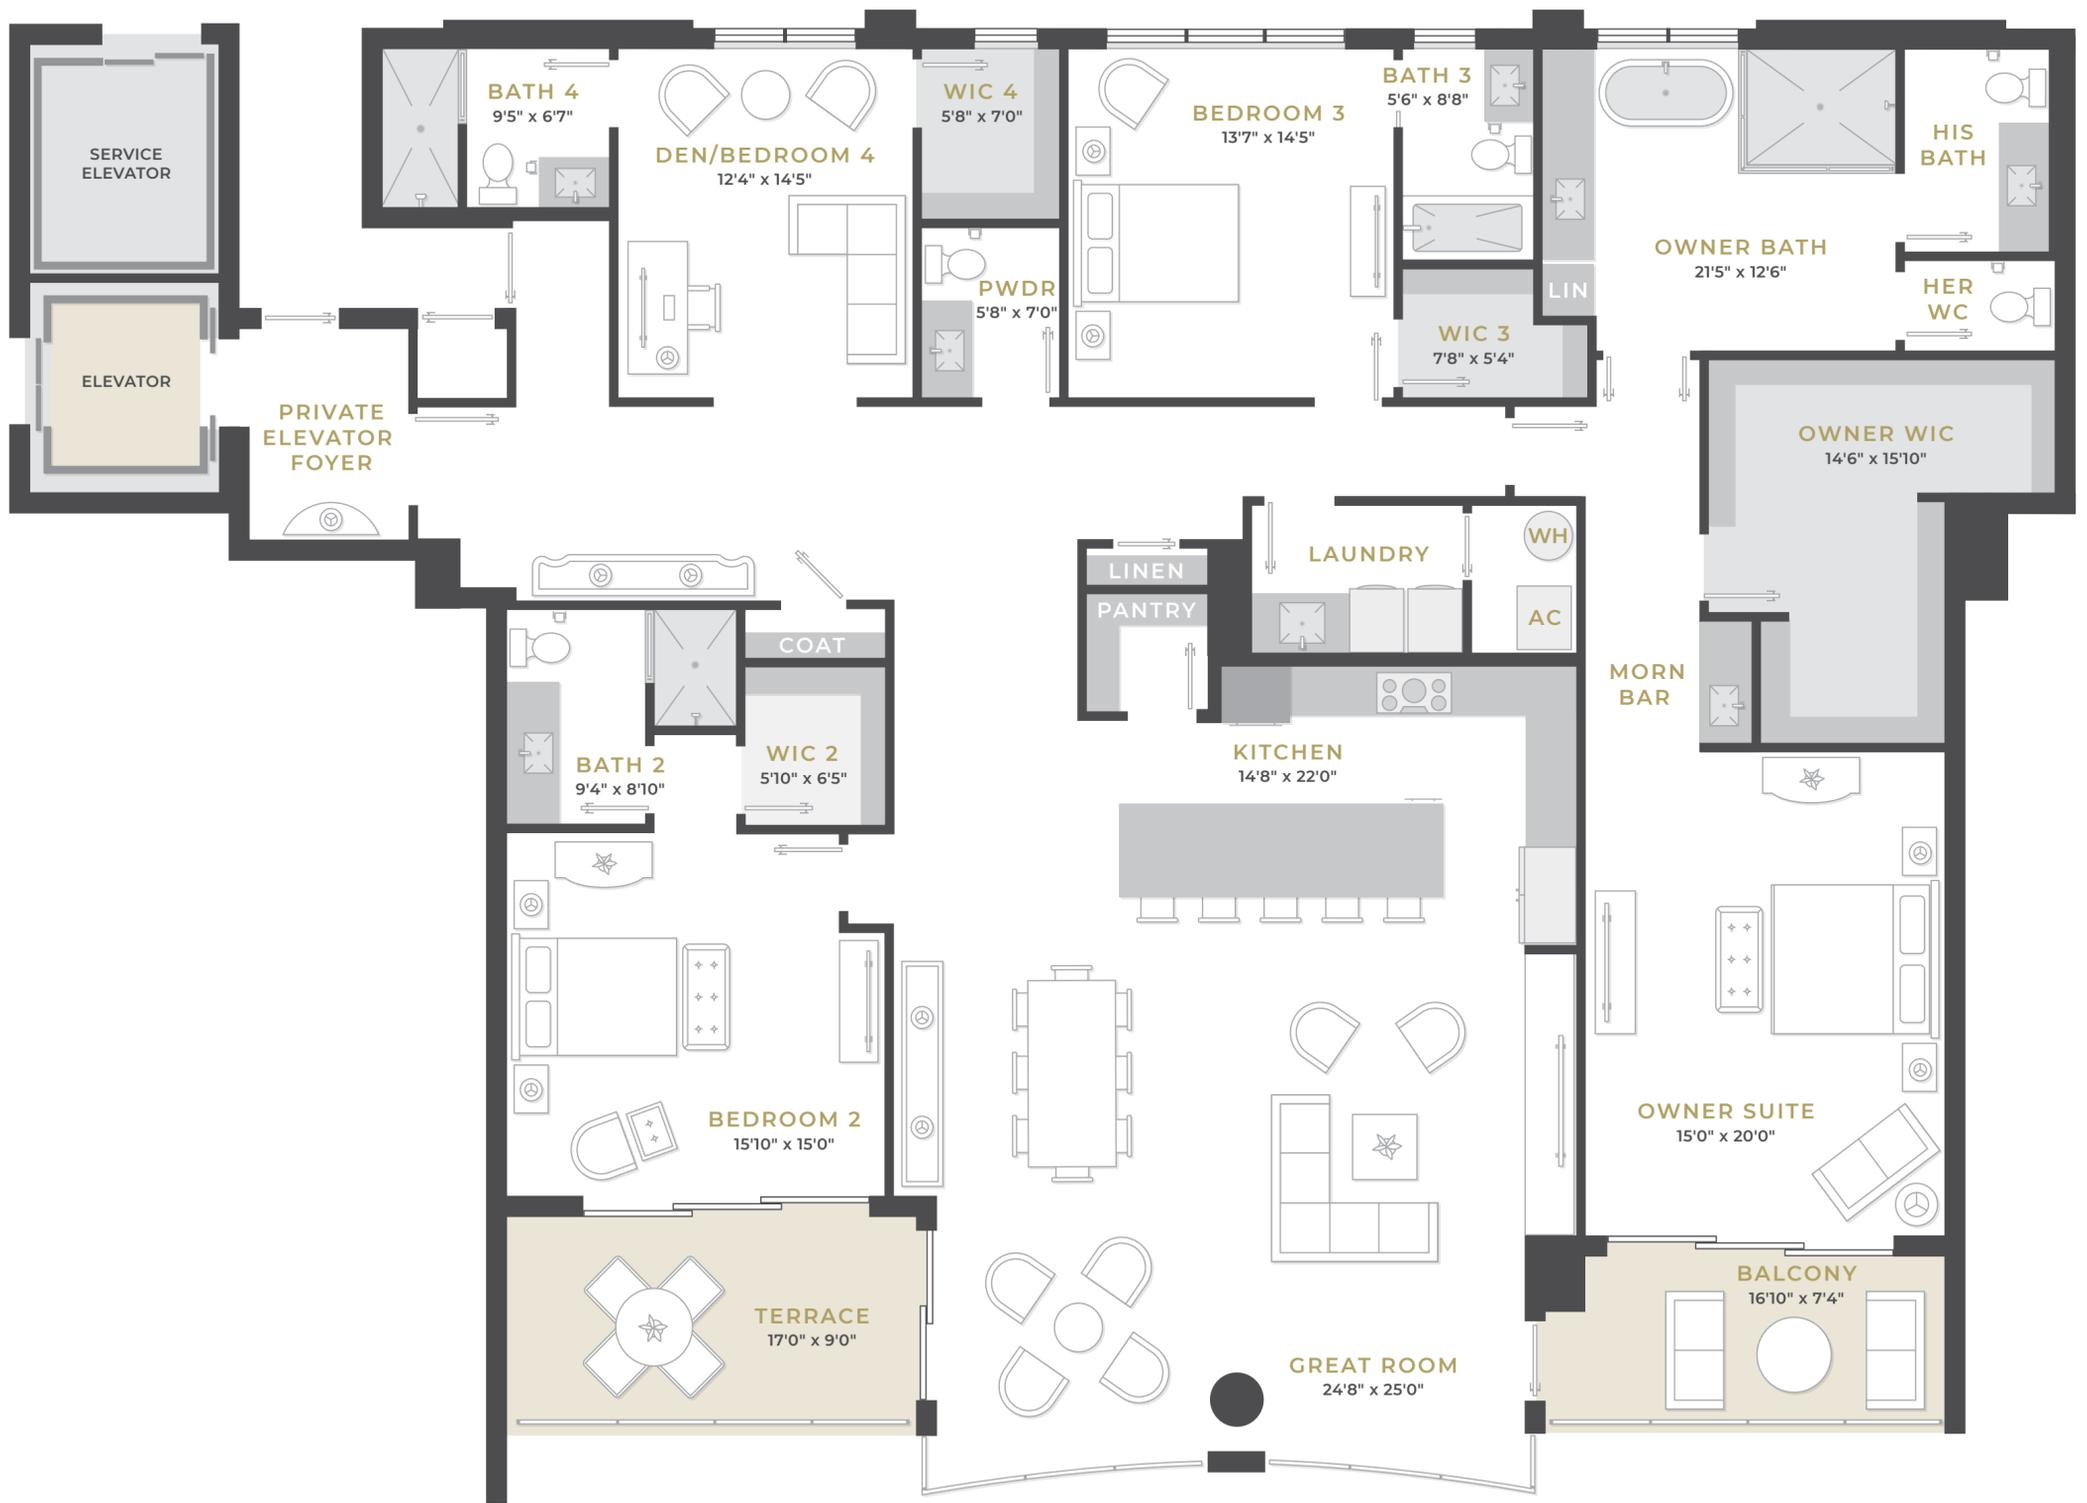 SERVICE
ELEVATOR
ELEVATOR
PRIVATE
ELEVATOR
FOYER
BATH 4
9'5" x 6'7"
DEN/BEDROOM 4
12'4" x 14'5"
WIC 4
5'8" x 7'0"
PWDR
5'8" x 7'0"
BEDROOM 3
13'7" x 14'5"
BATH 3
5'6" x 8'8"
WIC 3
7'8" x 5'4"
LIN
OWNER BATH
21'5" x 12'6"
HIS
BATH
HER
WC
OWNER WIC
14'6" x 15'10"
LINEN
PANTRY
LAUNDRY
WH
AC
COAT
MORN
BAR
BATH 2
9'4" x 8'10"
WIC 2
5'10" x 6'5"
KITCHEN
14'8" x 22'0"
BEDROOM 2
15'10" x 15'0"
OWNER SUITE
15'0" x 20'0"
TERRACE
17'0" x 9'0"
GREAT ROOM
24'8" x 25'0"
BALCONY
16'10" x 7'4"